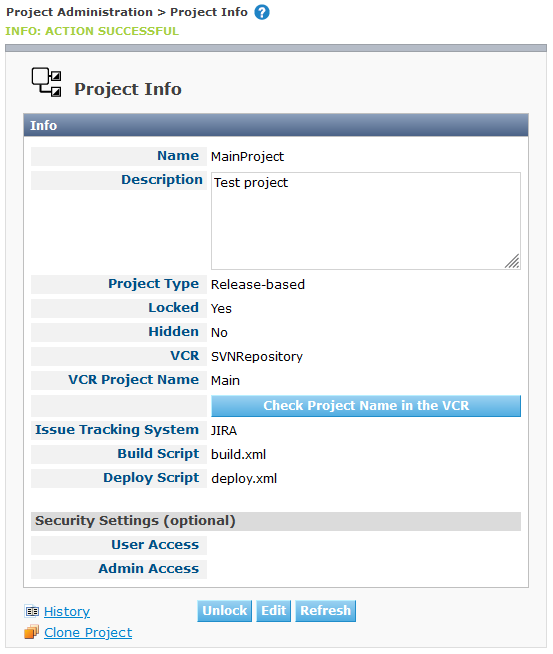 Project Administration > Project Info ?
INFO: ACTION SUCCESSFUL
Project Info
Info
Name MainProject
Description Test project
Project Type Release-based
Locked Yes
Hidden No
VCR SVNRepository
VCR Project Name Main
Check Project Name in the VCR
Issue Tracking System JIRA
Build Script build.xml
Deploy Script deploy.xml
Security Settings (optional)
User Access
Admin Access
History Unlock Edit Refresh
Clone Project